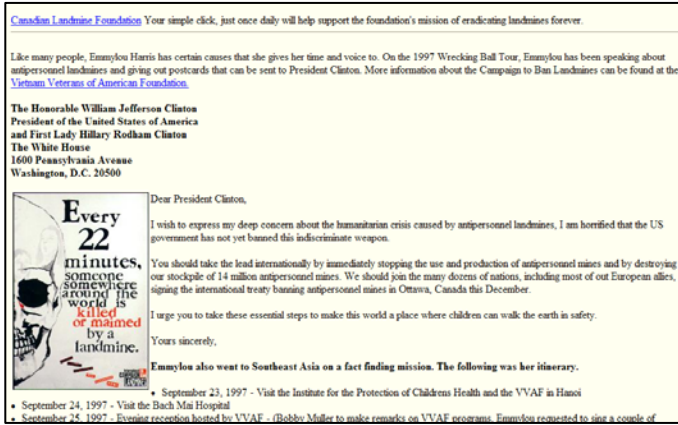 Canadian Landmine Foundation Your simple click, just once daily will help support the foundation's mission of eradicating landmines forever.
Like many people, Emmylou Harris has certain causes that she gives her time and voice to. On the 1997 Wrecking Ball Tour, Emmylou has been speaking about
antipersonnel landmines and giving out postcards that can be sent to President Clinton. More information about the Campaign to Ban Landmines can be found at the
Vietnam Veterans of American Foundation.
The Honorable William Jefferson Clinton
President of the United States of America
and First Lady Hillary Rodham Clinton
The White House
1600 Pennsylvania Avenue
Washington, D.C. 20500
Every
22
minutes,
someone
somewhere
around the
world is
killed
or maimed
by a
landmine.
Dear President Clinton,
I wish to express my deep concern about the humanitarian crisis caused by antipersonnel landmines, I am horrified that the US
government has not yet banned this indiscriminate weapon.
You should take the lead internationally by immediately stopping the use and production of antipersonnel mines and by destroying
our stockpile of 14 million antipersonnel mines. We should join the many dozens of nations, including most of out European allies,
signing the international treaty banning antipersonnel mines in Ottawa, Canada this December.
I urge you to take these essential steps to make this world a place where children can walk the earth in safety.
Yours sincerely,
Emmylou also went to Southeast Asia on a fact finding mission. The following was her itinerary.
• September 23, 1997 - Visit the Institute for the Protection of Childrens Health and the VVAF in Hanoi
• September 24, 1997 - Visit the Bach Mai Hospital
• September 25, 1997 - Evening reception hosted by VVAF - (Bobby Muller to make remarks on VVAF programs, Emmylou requested to sing a couple of